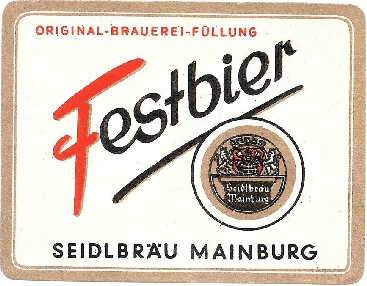 ORIGINAL-BRAUEREI-FÜLLUNG
Festbier
Seidlbräu
Mainburg
SEIDLBRÄU MAINBURG